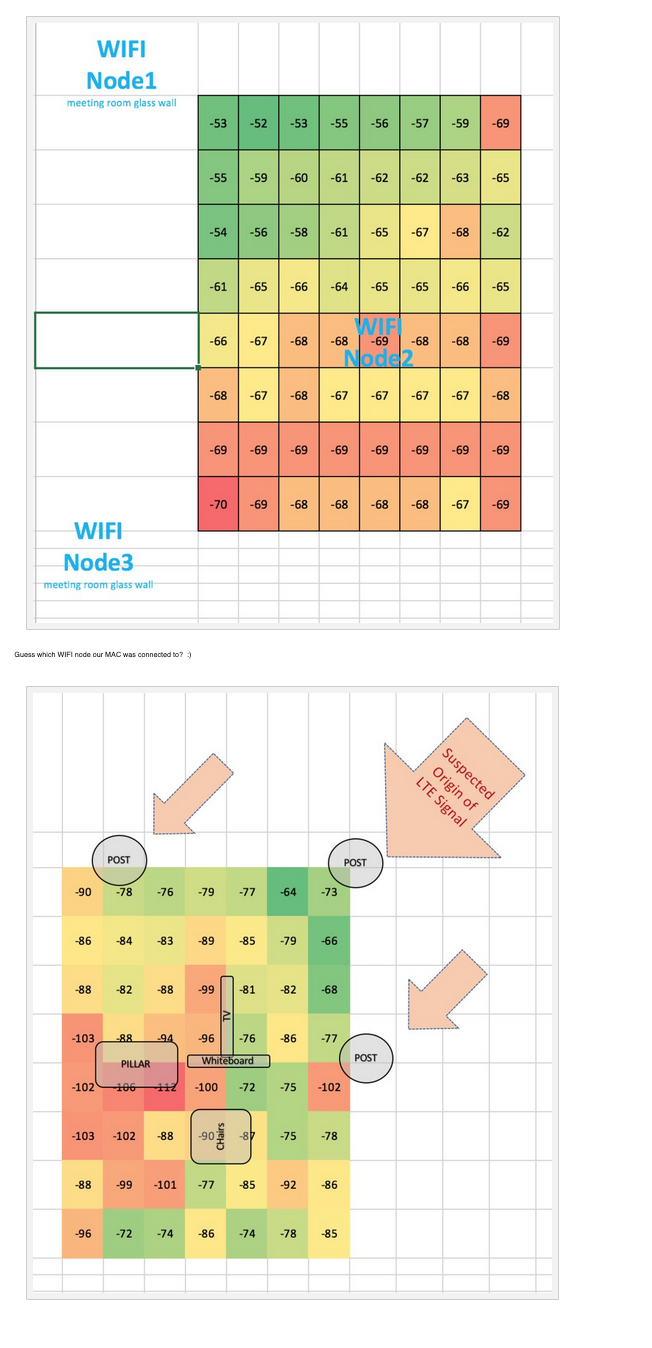 WIFI
Node1
meeting room glass wall
-53 -52 -53 -55 -56 -57 -59 -69
-55 -59 -60 -61 -62 -62 -63 -65
-54 -56 -58 -61 -65 -67 -68 -62
-61 -65 -66 -64 -65 -65 -66 -65
WIFI
-66 -67 -68 -68 -69 -68 -68 -69
Node2
-68 -67 -68 -67 -67 -67 -67 -68
-69 -69 -69 -69 -69 -69 -69 -69
-70 -69 -68 -68 -68 -68 -67 -69
WIFI
Node3
meeting room glass wall
Guess which WIFI node our MAC was connected to? :)
Suspected
Origin of
LTE Signal
POST
POST
-90 -78 -76 -79 -77 -64 -73
-86 -84 -83 -89 -85 -79 -66
-88 -82 -88 -99 -81 -82 -68
TV
-103 -88 -94 -96 -76 -86 -77
PILLAR
Whiteboard
POST
-102 -106 -112 -100 -72 -75 -102
-103 -102 -88 -90 -87 -75 -78
CHairs
-88 -99 -101 -77 -85 -92 -86
-96 -72 -74 -86 -74 -78 -85